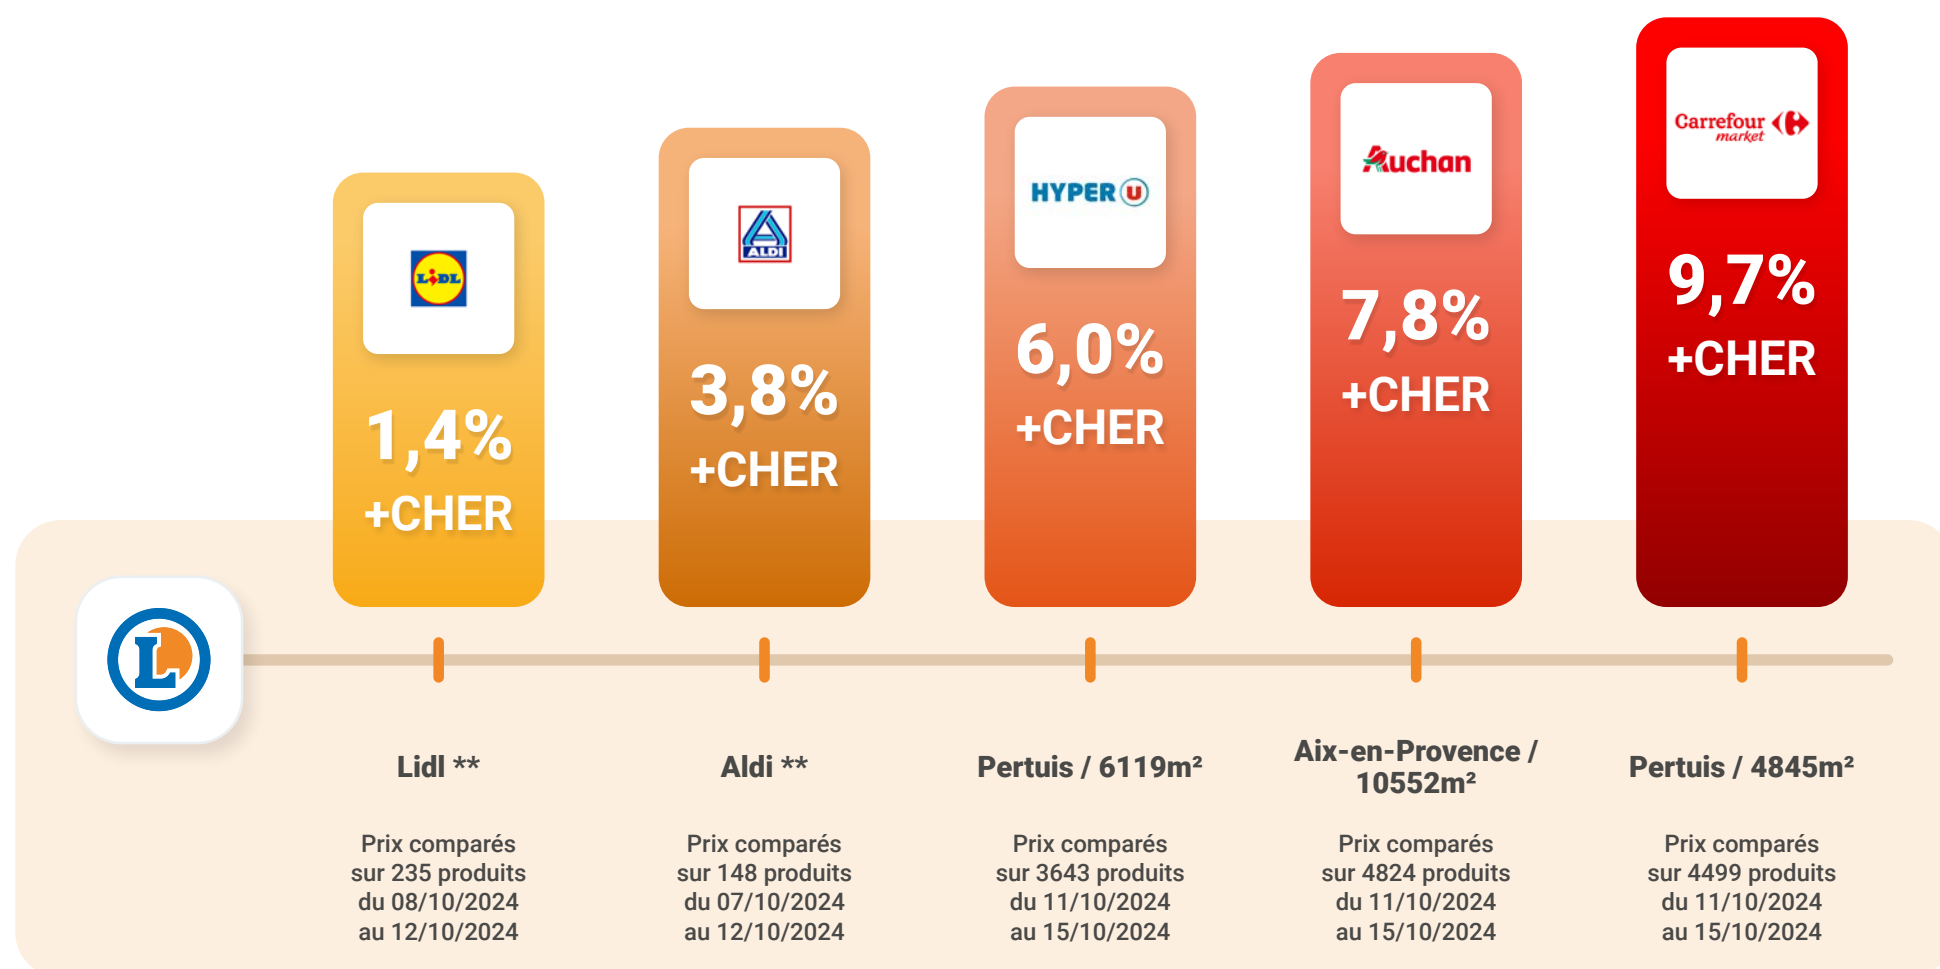 LIDL
1,4%
+CHER
ALDI
3,8%
+CHER
HYPER U
6,0%
+CHER
Auchan
7,8%
+CHER
Carrefour
market
9,7%
+CHER
L
Lidl **
Prix comparés
sur 235 produits
du 08/10/2024
au 12/10/2024
Aldi **
Prix comparés
sur 148 produits
du 07/10/2024
au 12/10/2024
Pertuis / 6119m²
Prix comparés
sur 3643 produits
du 11/10/2024
au 15/10/2024
Aix-en-Provence /
10552m²
Prix comparés
sur 4824 produits
du 11/10/2024
au 15/10/2024
Pertuis / 4845m²
Prix comparés
sur 4499 produits
du 11/10/2024
au 15/10/2024